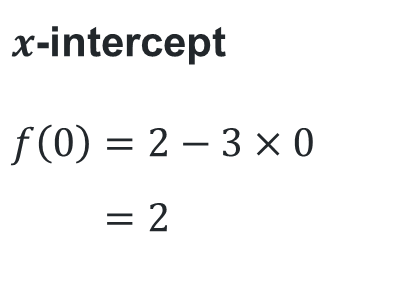 x-intercept
f(0) = 2 − 3 × 0
= 2